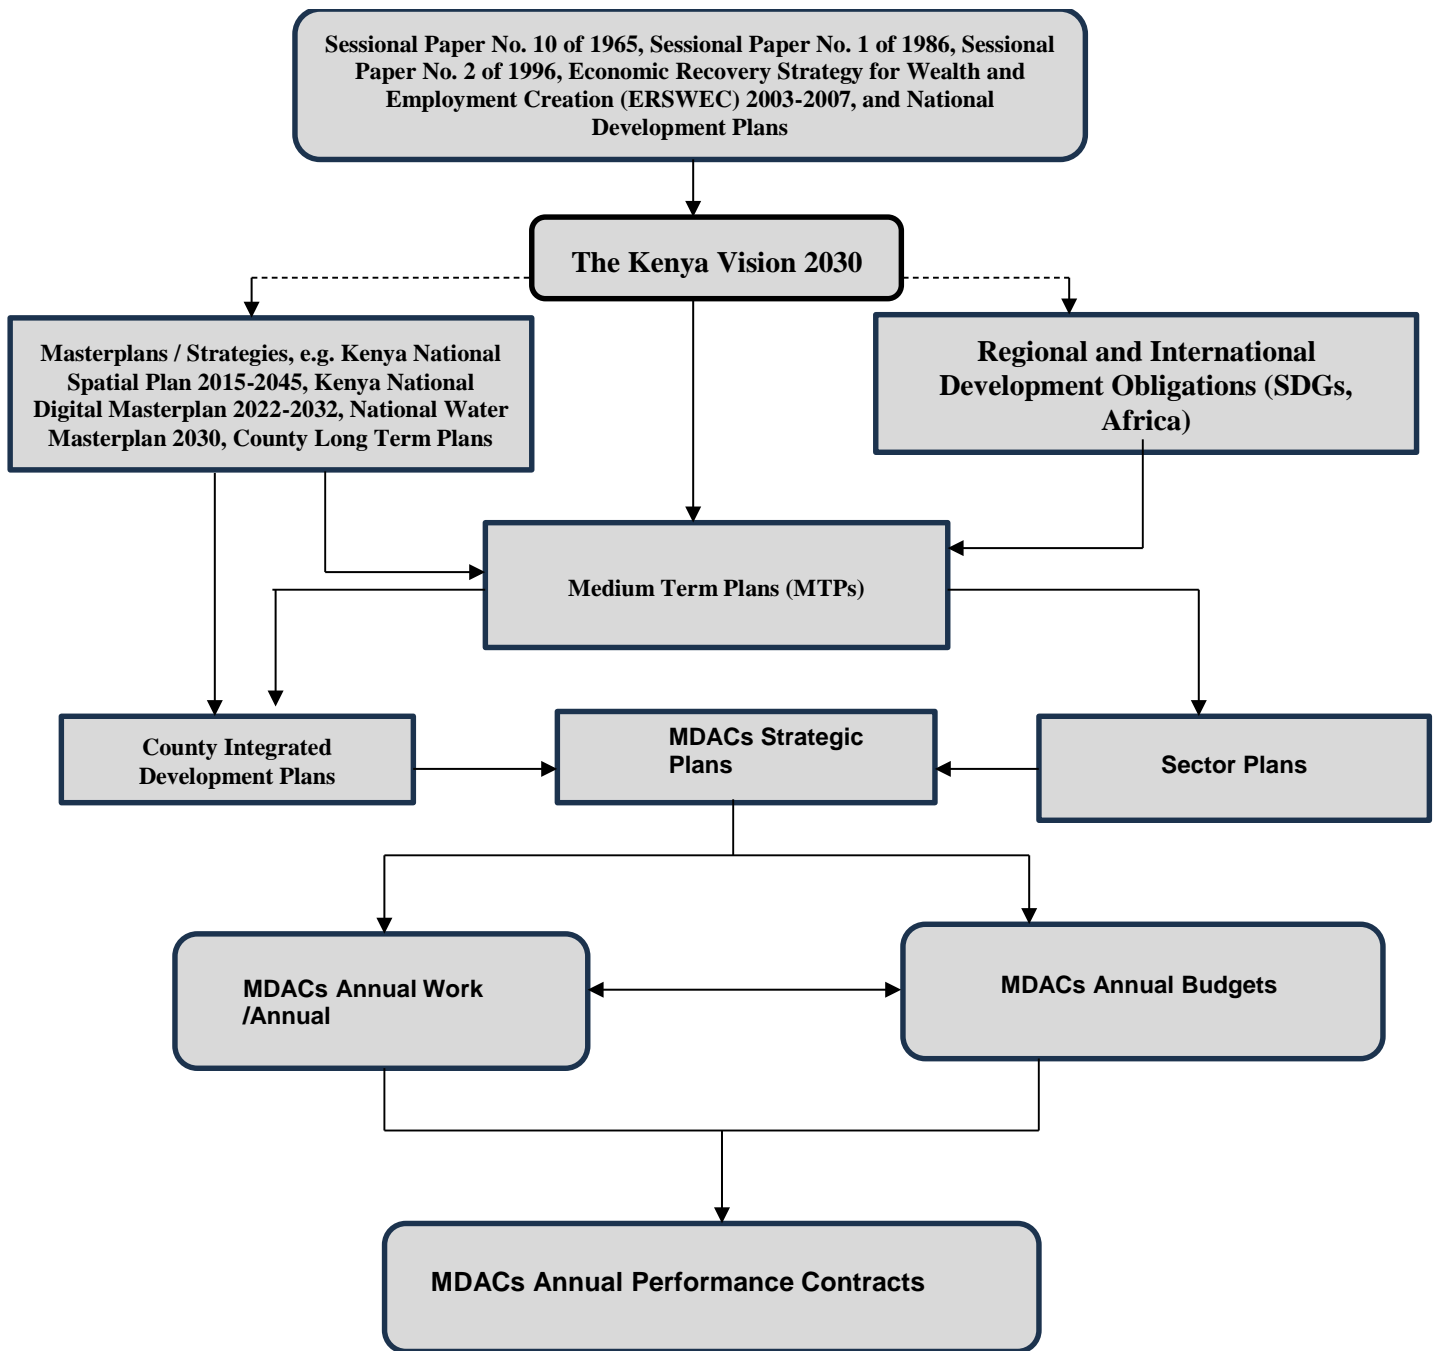 Sessional Paper No. 10 of 1965, Sessional Paper No. 1 of 1986, Sessional
Paper No. 2 of 1996, Economic Recovery Strategy for Wealth and
Employment Creation (ERSWEC) 2003-2007, and National
Development Plans
The Kenya Vision 2030
Masterplans / Strategies, e.g. Kenya National
Spatial Plan 2015-2045, Kenya National
Digital Masterplan 2022-2032, National Water
Masterplan 2030, County Long Term Plans
Regional and International
Development Obligations (SDGs,
Africa)
Medium Term Plans (MTPs)
County Integrated
Development Plans
MDACs Strategic
Plans
Sector Plans
MDACs Annual Work
/Annual
MDACs Annual Budgets
MDACs Annual Performance Contracts